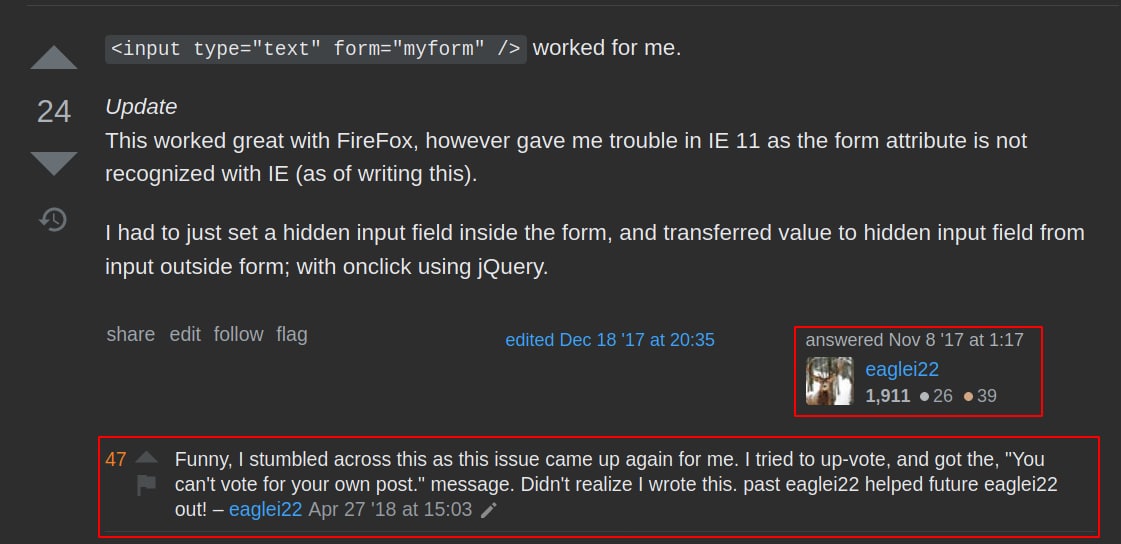 <input type="text" form="myform" /> worked for me.
24
Update
This worked great with FireFox, however gave me trouble in IE 11 as the form attribute is not
recognized with IE (as of writing this).
I had to just set a hidden input field inside the form, and transferred value to hidden input field from
input outside form; with onclick using jQuery.
share edit follow flag
edited Dec 18 '17 at 20:35
answered Nov 8 '17 at 1:17
eaglei22
1,911 ●26 ●39
47
Funny, I stumbled across this as this issue came up again for me. I tried to up-vote, and got the, "You
can't vote for your own post." message. Didn't realize I wrote this. past eaglei22 helped future eaglei22
out! – eaglei22 Apr 27 '18 at 15:03